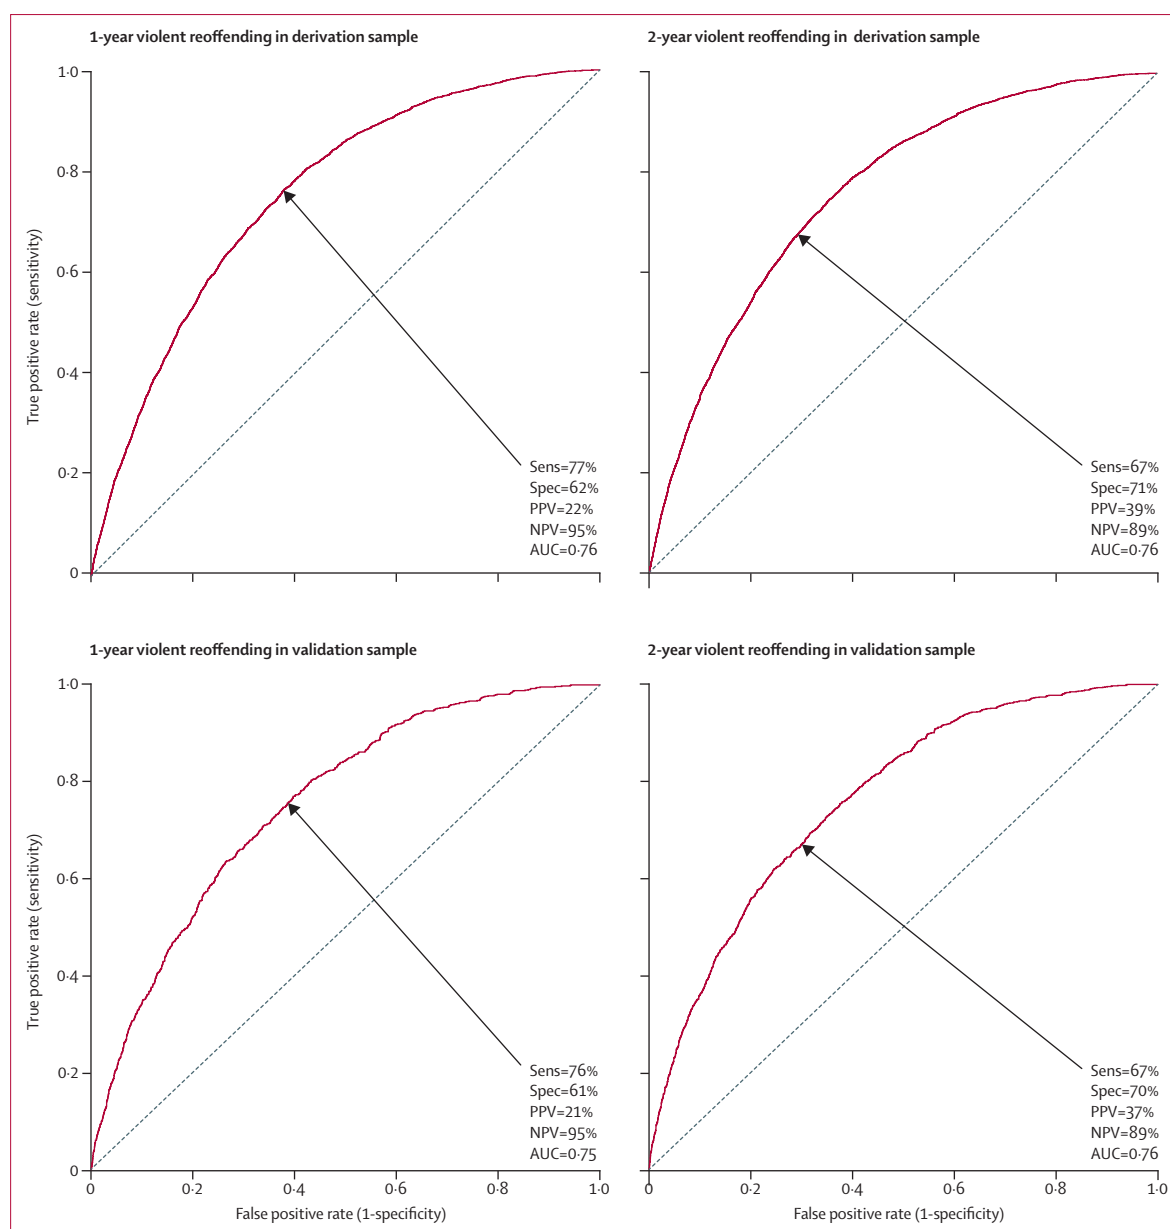 1-year violent reoffending in derivation sample
1·0
0·8
0·6
0·4
0·2
0
True positive rate (sensitivity)
Sens=77%
Spec=62%
PPV=22%
NPV=95%
AUC=0·76
2-year violent reoffending in derivation sample
Sens=67%
Spec=71%
PPV=39%
NPV=89%
AUC=0·76
1-year violent reoffending in validation sample
1·0
0·8
0·6
0·4
0·2
0
True positive rate (sensitivity)
Sens=76%
Spec=61%
PPV=21%
NPV=95%
AUC=0·75
0 0·2 0·4 0·6 0·8 1·0
False positive rate (1-specificity)
2-year violent reoffending in validation sample
Sens=67%
Spec=70%
PPV=37%
NPV=89%
AUC=0·76
0 0·2 0·4 0·6 0·8 1·0
False positive rate (1-specificity)